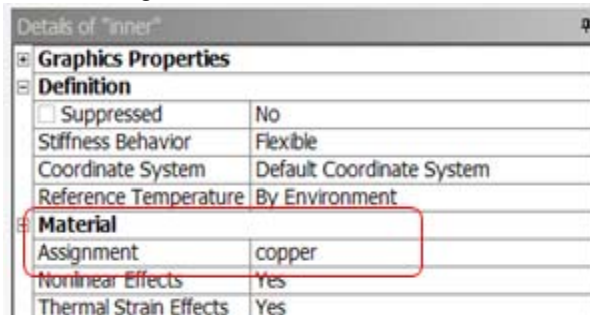 Details of "inner"
Graphics Properties
Definition
Suppressed No
Stiffness Behavior Flexible
Coordinate System Default Coordinate System
Reference Temperature By Environment
Material
Assignment copper
Nonlinear Effects Yes
Thermal Strain Effects Yes